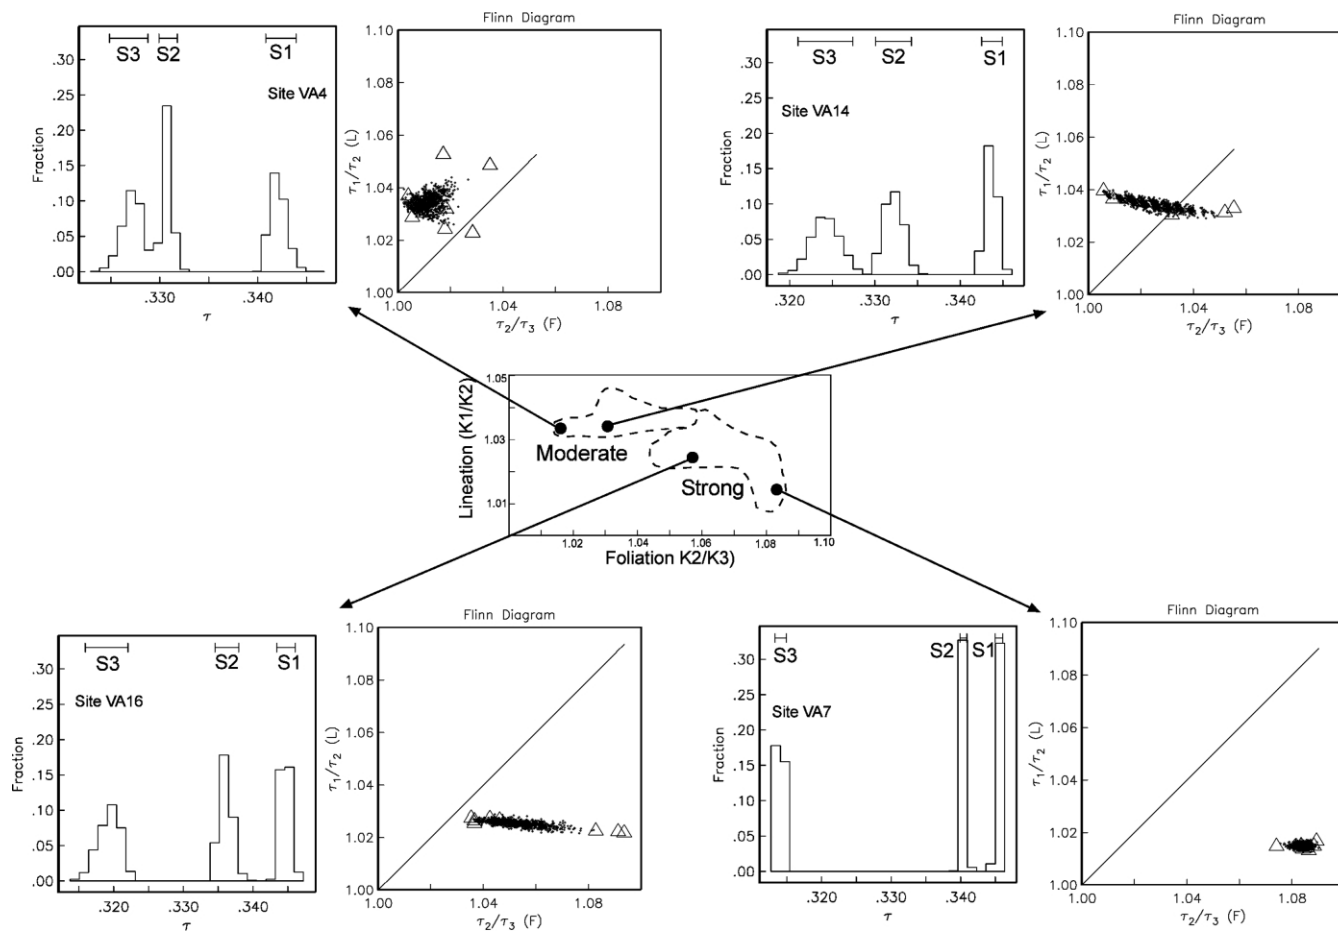 Flinn Diagram
S3 S2 S1
Site VA4
Fraction
.30
.25
.20
.15
.10
.05
.00
.330 .340
τ
1.10
1.08
1.06
1.04
1.02
1.00
τ1/τ2 (L)
1.00 1.04 1.08
τ2/τ3 (F)
Flinn Diagram
S3 S2 S1
Site VA14
Fraction
.30
.25
.20
.15
.10
.05
.00
.320 .330 .340
τ
1.10
1.08
1.06
1.04
1.02
1.00
τ1/τ2 (L)
1.00 1.04 1.08
τ2/τ3 (F)
Lineation (K1/K2)
1.05
1.03
1.01
Moderate
Strong
1.02 1.04 1.06 1.08 1.10
Foliation K2/K3)
Flinn Diagram
S3 S2 S1
Site VA16
Fraction
.30
.25
.20
.15
.10
.05
.00
.320 .330 .340
τ
1.10
1.08
1.06
1.04
1.02
1.00
τ1/τ2 (L)
1.00 1.04 1.08
τ2/τ3 (F)
Flinn Diagram
S3 S2 S1
Site VA7
Fraction
.30
.25
.20
.15
.10
.05
.00
.320 .330 .340
τ
1.10
1.08
1.06
1.04
1.02
1.00
τ1/τ2 (L)
1.00 1.04 1.08
τ2/τ3 (F)